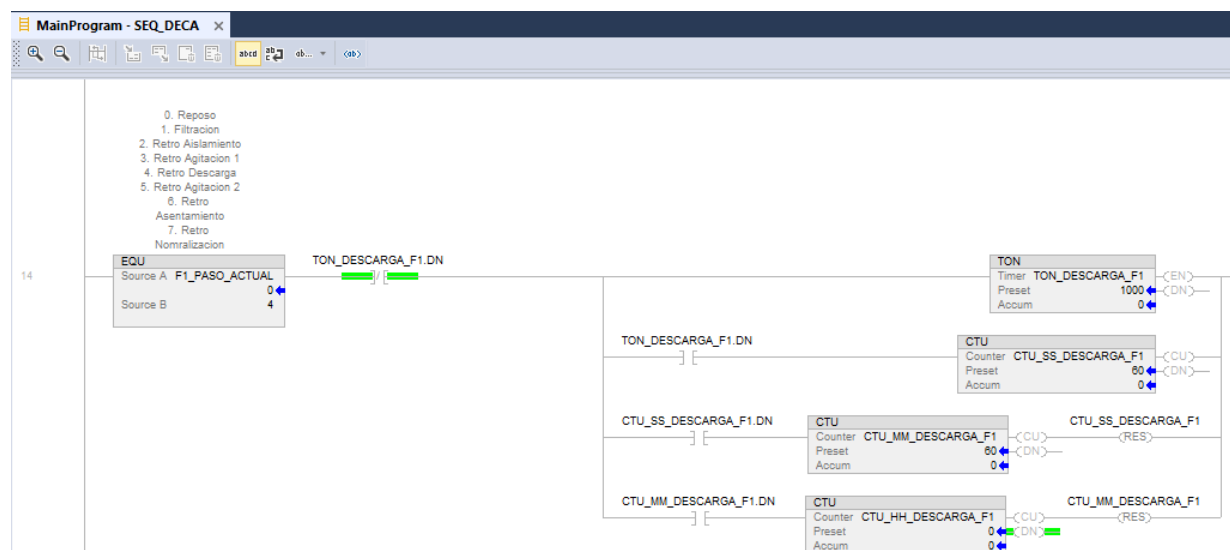 MainProgram - SEQ_DECA ×
abcd ab c ab... (ab)
0. Reposo
1. Filtracion
2. Retro Aislamiento
3. Retro Agitacion 1
4. Retro Descarga
5. Retro Agitacion 2
6. Retro
Asentamiento
7. Retro
Nomralizacion
14
EQU
Source A F1_PASO_ACTUAL
0
Source B 4
TON_DESCARGA_F1.DN
TON
Timer TON_DESCARGA_F1 (EN)
Preset 1000 (DN)
Accum 0
TON_DESCARGA_F1.DN
CTU
Counter CTU_SS_DESCARGA_F1 (CU)
Preset 60 (DN)
Accum 0
CTU_SS_DESCARGA_F1.DN
CTU
Counter CTU_MM_DESCARGA_F1 (CU)
Preset 60 (DN)
Accum 0
CTU_SS_DESCARGA_F1
(RES)
CTU_MM_DESCARGA_F1.DN
CTU
Counter CTU_HH_DESCARGA_F1 (CU)
Preset 0 (DN)
Accum 0
CTU_MM_DESCARGA_F1
(RES)